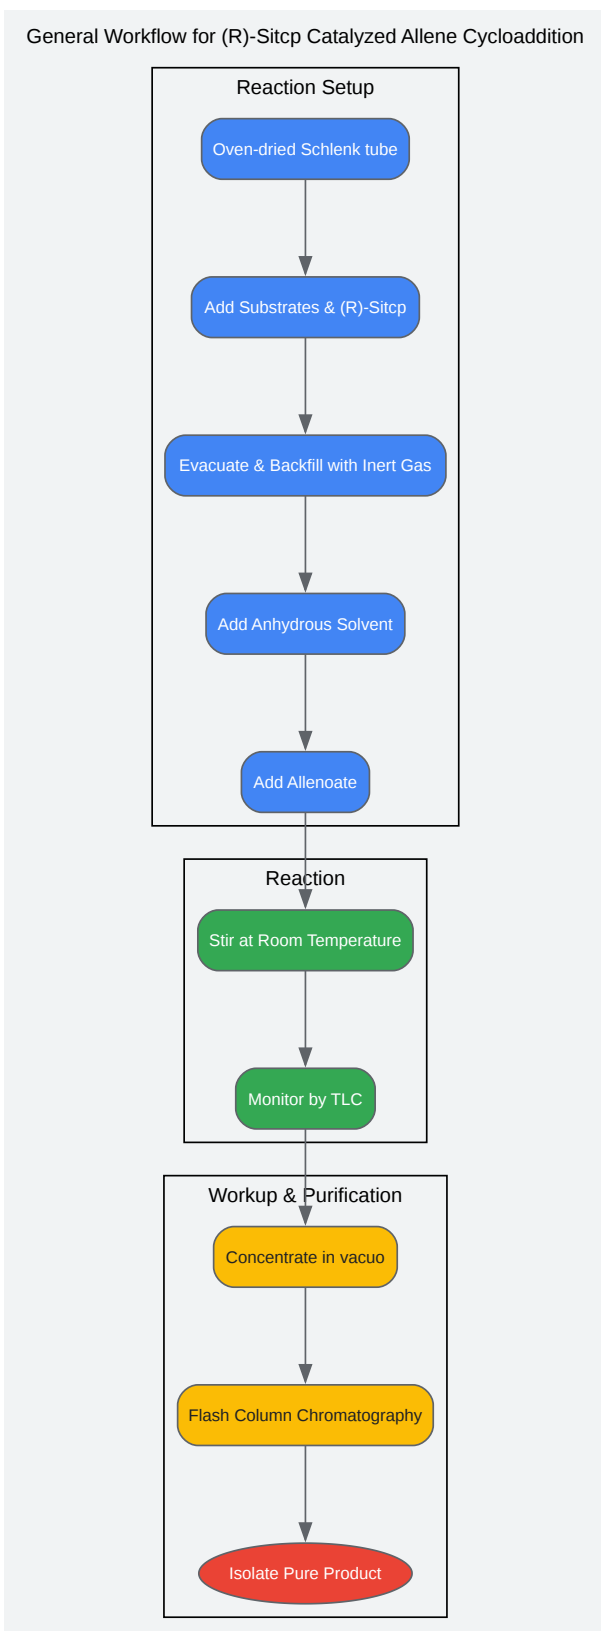 General Workflow for (R)-Sitcp Catalyzed Allene Cycloaddition
Reaction Setup
Oven-dried Schlenk tube
Add Substrates & (R)-Sitcp
Evacuate & Backfill with Inert Gas
Add Anhydrous Solvent
Add Allenoate
Reaction
Stir at Room Temperature
Monitor by TLC
Workup & Purification
Concentrate in vacuo
Flash Column Chromatography
Isolate Pure Product